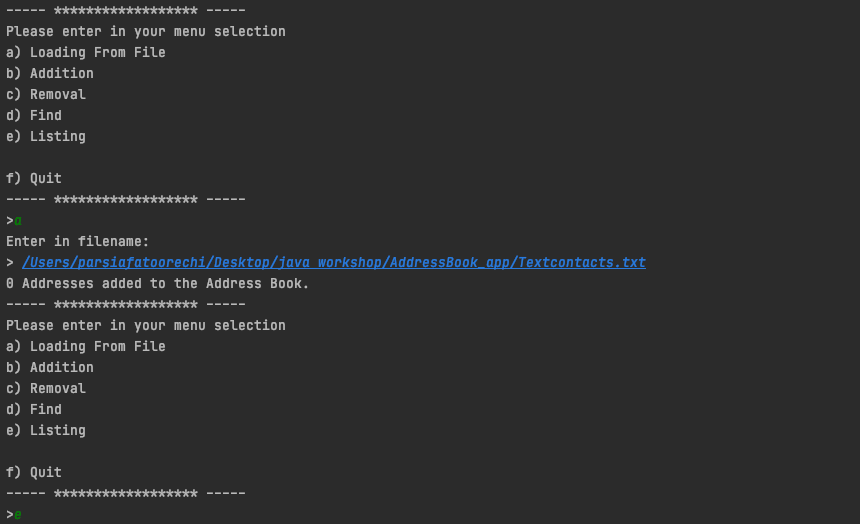 ----- ****************** -----
Please enter in your menu selection
a) Loading From File
b) Addition
c) Removal
d) Find
e) Listing
f) Quit
----- ****************** -----
>a
Enter in filename:
> /Users/parsiafatoorechi/Desktop/java workshop/AddressBook_app/Textcontacts.txt
0 Addresses added to the Address Book.
----- ****************** -----
Please enter in your menu selection
a) Loading From File
b) Addition
c) Removal
d) Find
e) Listing
f) Quit
----- ****************** -----
>e